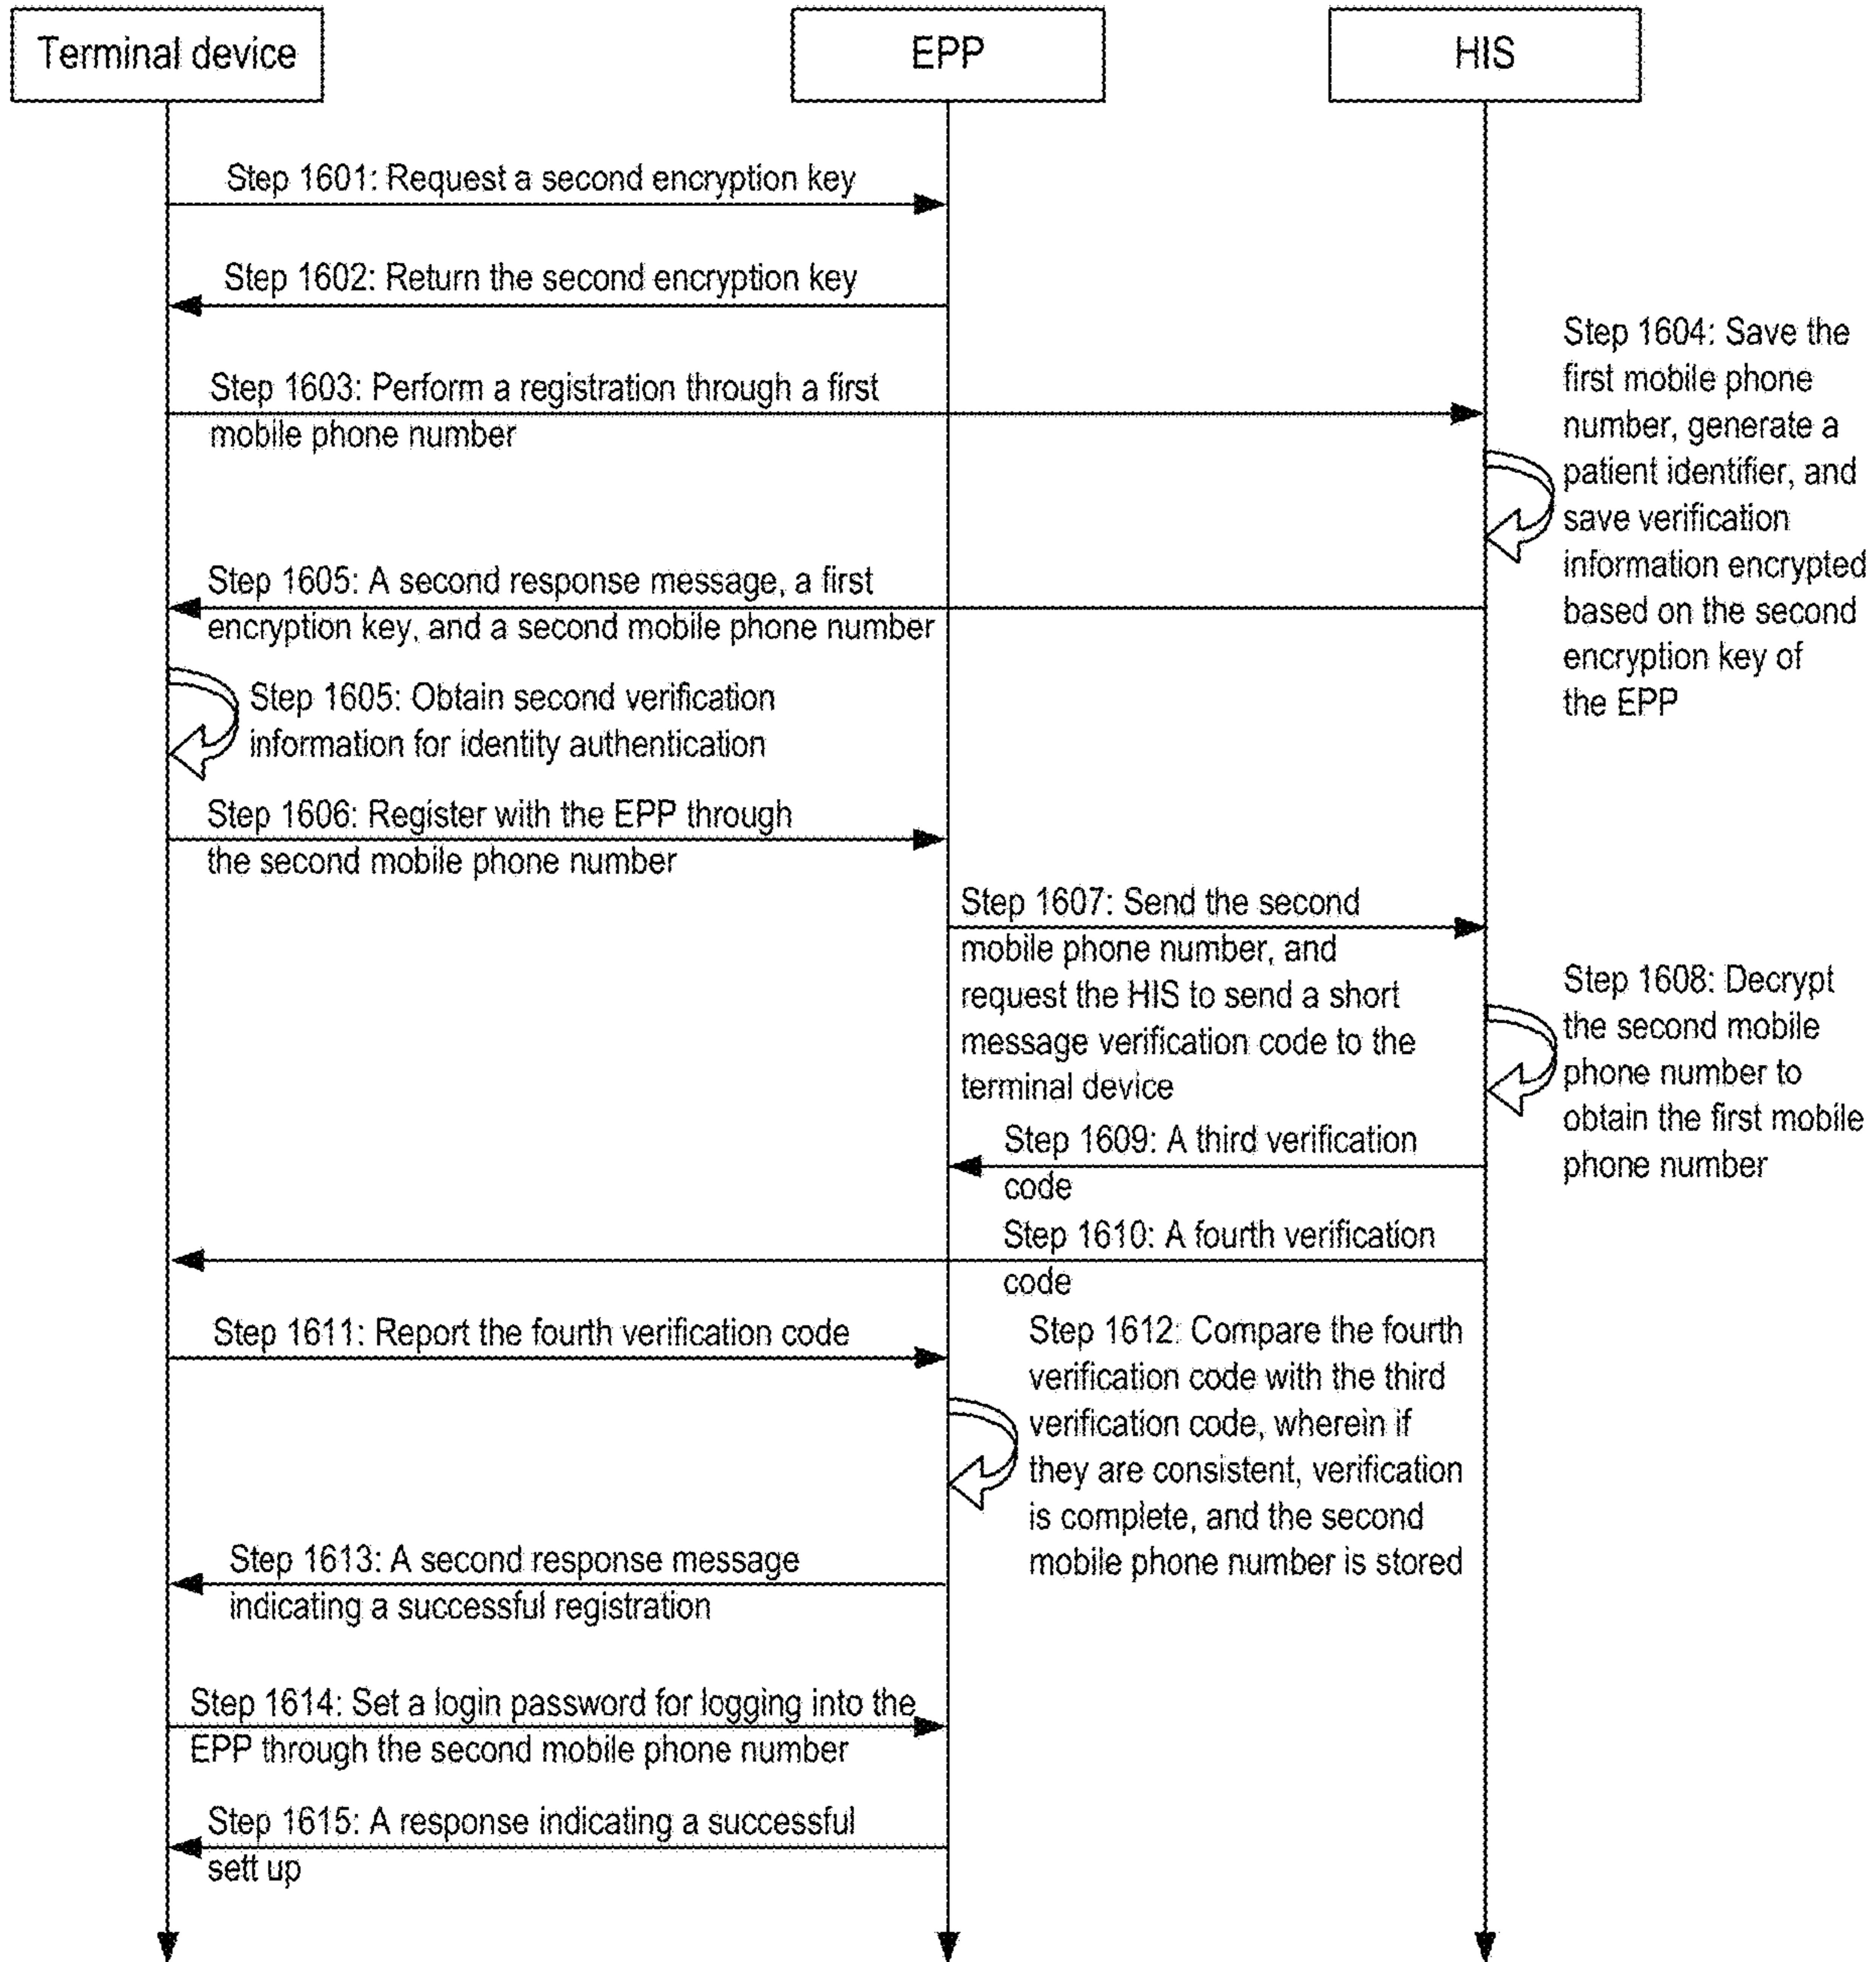 Terminal device
EPP
HIS
Step 1601: Request a second encryption key
Step 1602: Return the second encryption key
Step 1603: Perform a registration through a first
mobile phone number
Step 1604: Save the
first mobile phone
number, generate a
patient identifier, and
save verification
information encrypted
based on the second
encryption key of
the EPP
Step 1605: A second response message, a first
encryption key, and a second mobile phone number
Step 1605: Obtain second verification
information for identity authentication
Step 1606: Register with the EPP through
the second mobile phone number
Step 1607: Send the second
mobile phone number, and
request the HIS to send a short
message verification code to the
terminal device
Step 1608: Decrypt
the second mobile
phone number to
obtain the first mobile
phone number
Step 1609: A third verification
code
Step 1610: A fourth verification
code
Step 1611: Report the fourth verification code
Step 1612: Compare the fourth
verification code with the third
verification code, wherein if
they are consistent, verification
is complete, and the second
mobile phone number is stored
Step 1613: A second response message
indicating a successful registration
Step 1614: Set a login password for logging into the
EPP through the second mobile phone number
Step 1615: A response indicating a successful
sett up